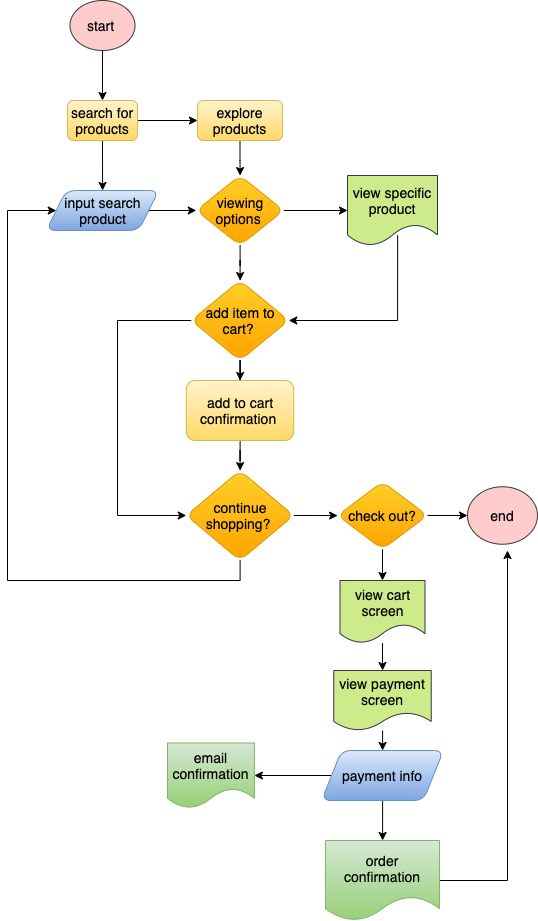 start
search for
products
explore
products
input search
product
viewing
options
view specific
product
add item to
cart?
add to cart
confirmation
continue
shopping?
check out?
end
view cart
screen
view payment
screen
email
confirmation
payment info
order
confirmation